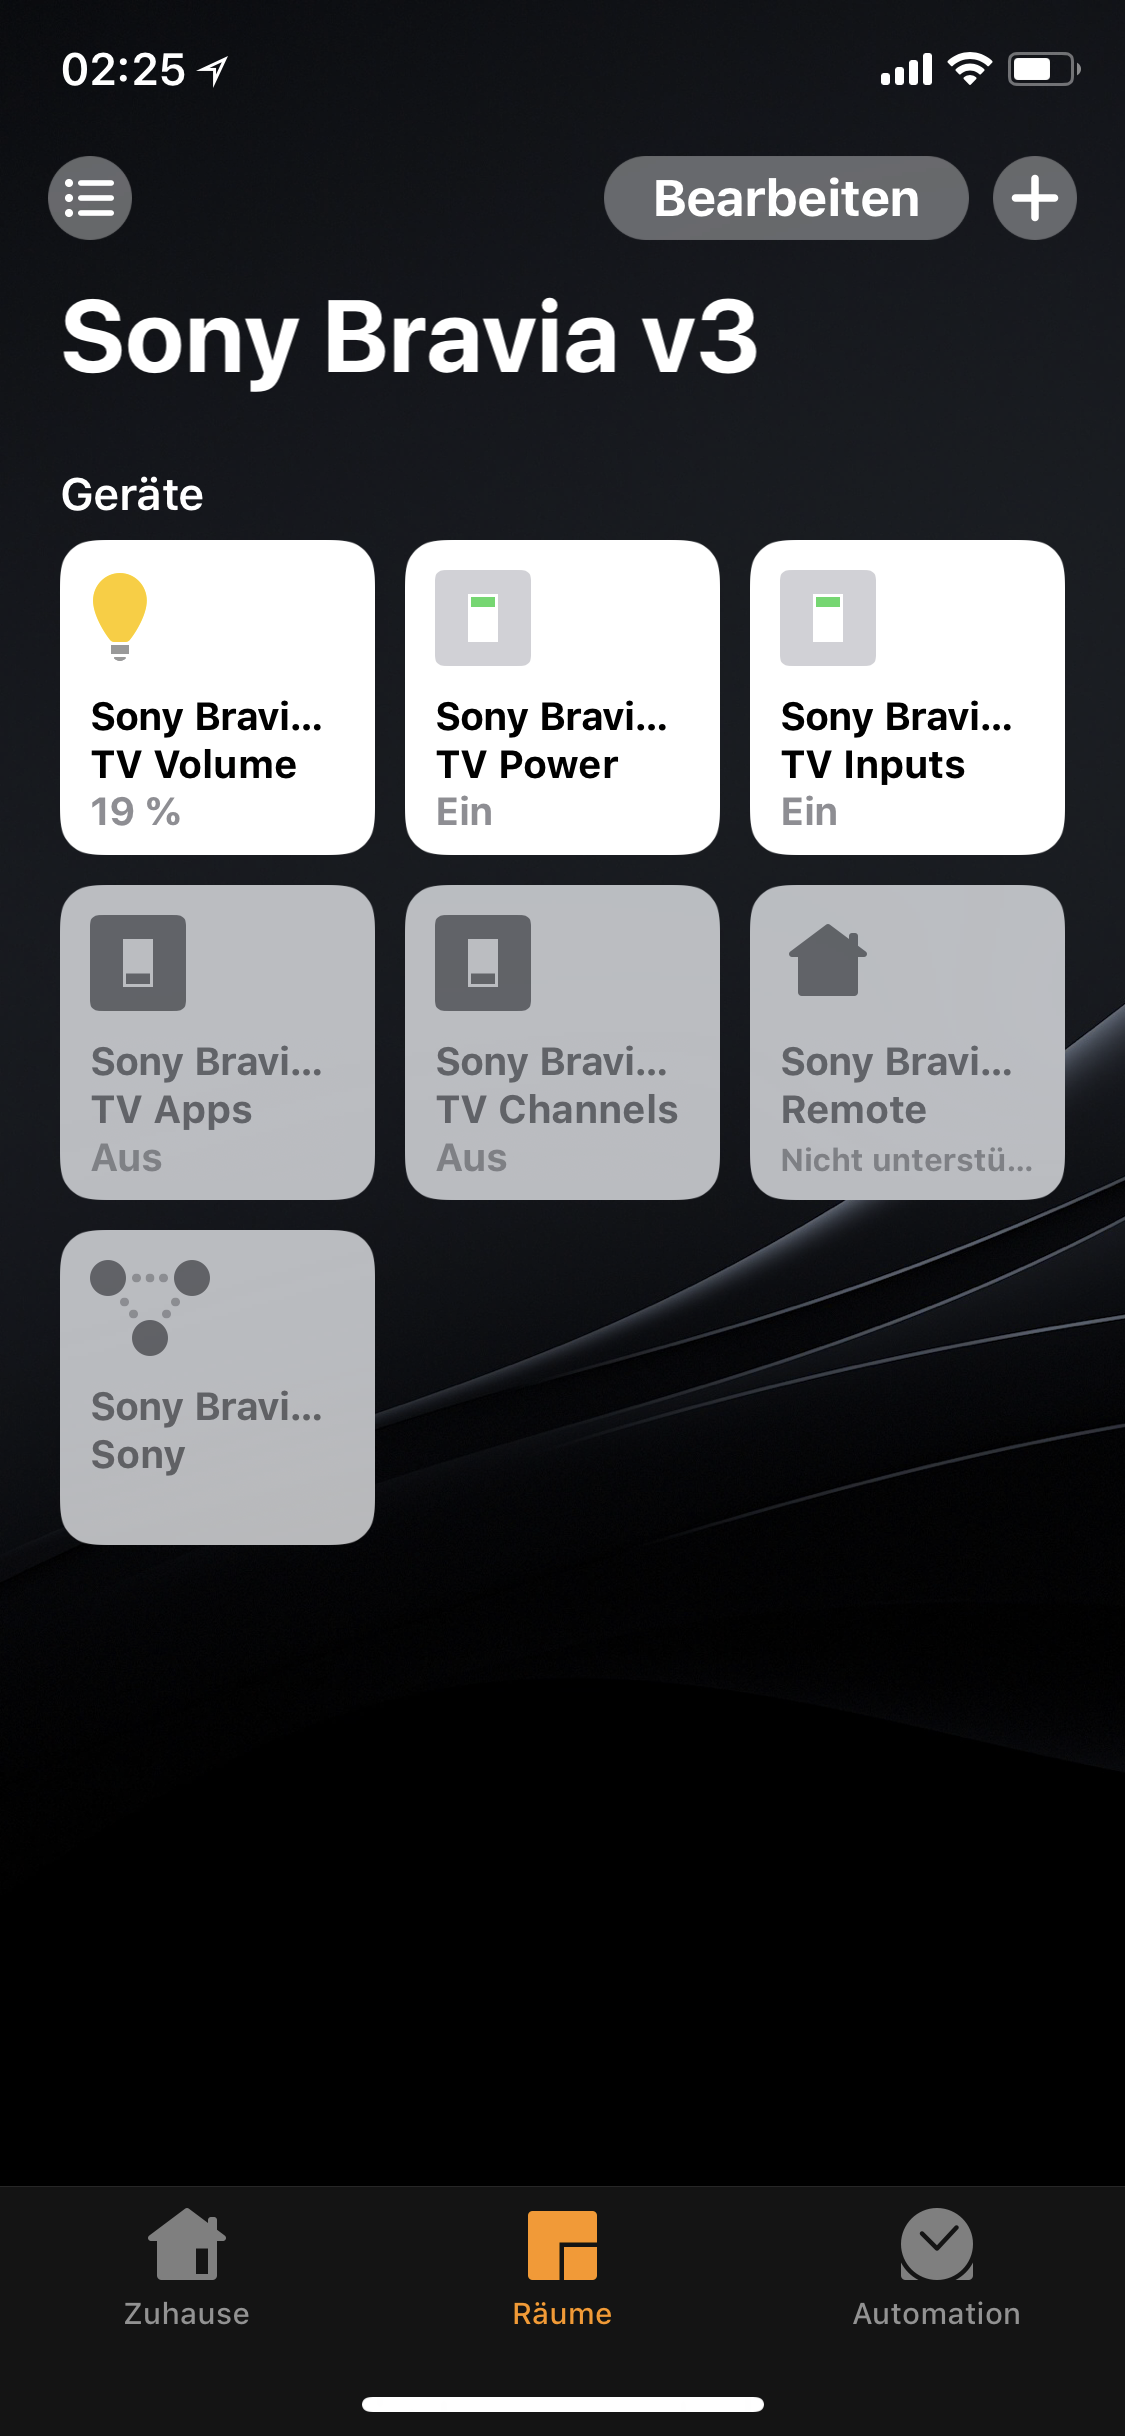 02:25
Bearbeiten
Sony Bravia v3
Geräte
Sony Bravi...
TV Volume
19 %
Sony Bravi...
TV Power
Ein
Sony Bravi...
TV Inputs
Ein
Sony Bravi...
TV Apps
Aus
Sony Bravi...
TV Channels
Aus
Sony Bravi...
Remote
Nicht unterstü...
Sony Bravi...
Sony
Zuhause
Räume
Automation